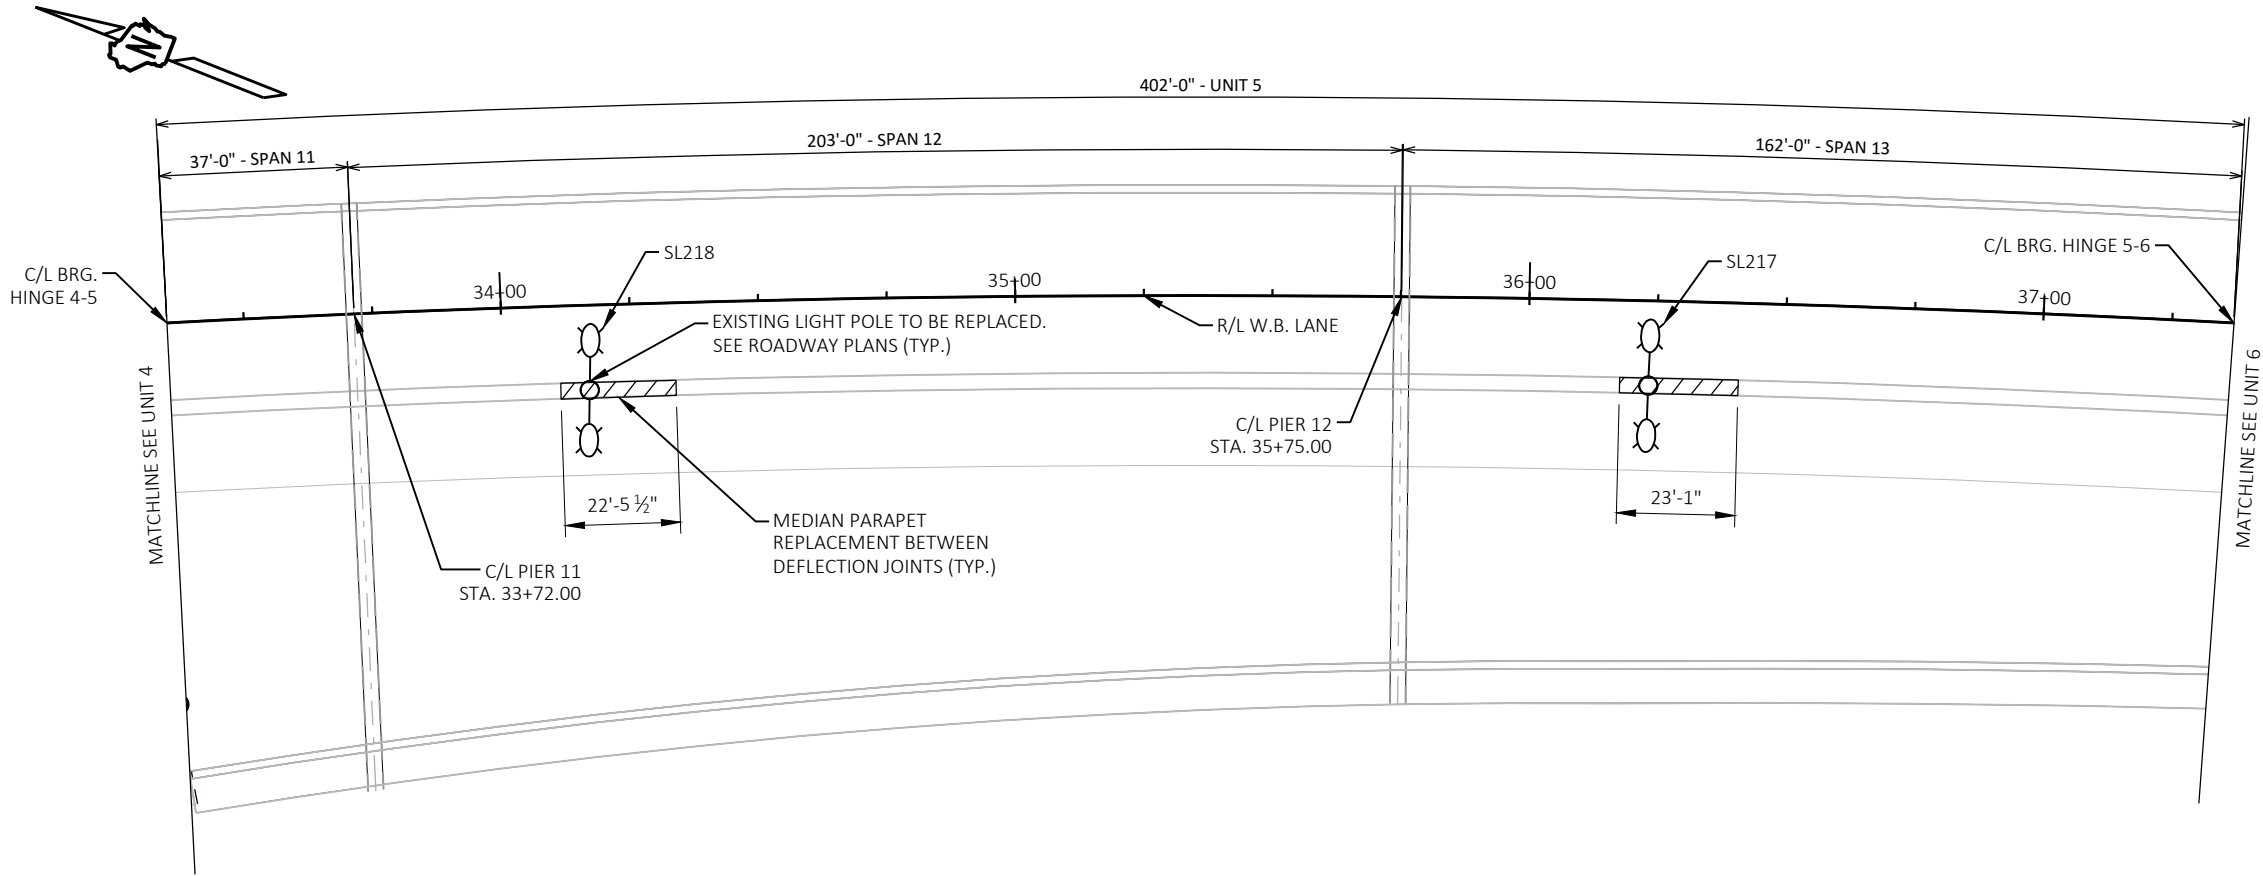 N
402'-0" - UNIT 5
37'-0" - SPAN 11
203'-0" - SPAN 12
162'-0" - SPAN 13
C/L BRG.
HINGE 4-5
34+00
SL218
35+00
R/L W.B. LANE
36+00
SL217
37+00
C/L BRG. HINGE 5-6
EXISTING LIGHT POLE TO BE REPLACED.
SEE ROADWAY PLANS (TYP.)
MATCHLINE SEE UNIT 4
C/L PIER 12
STA. 35+75.00
MATCHLINE SEE UNIT 6
22'-5 ½"
23'-1"
MEDIAN PARAPET
REPLACEMENT BETWEEN
DEFLECTION JOINTS (TYP.)
C/L PIER 11
STA. 33+72.00